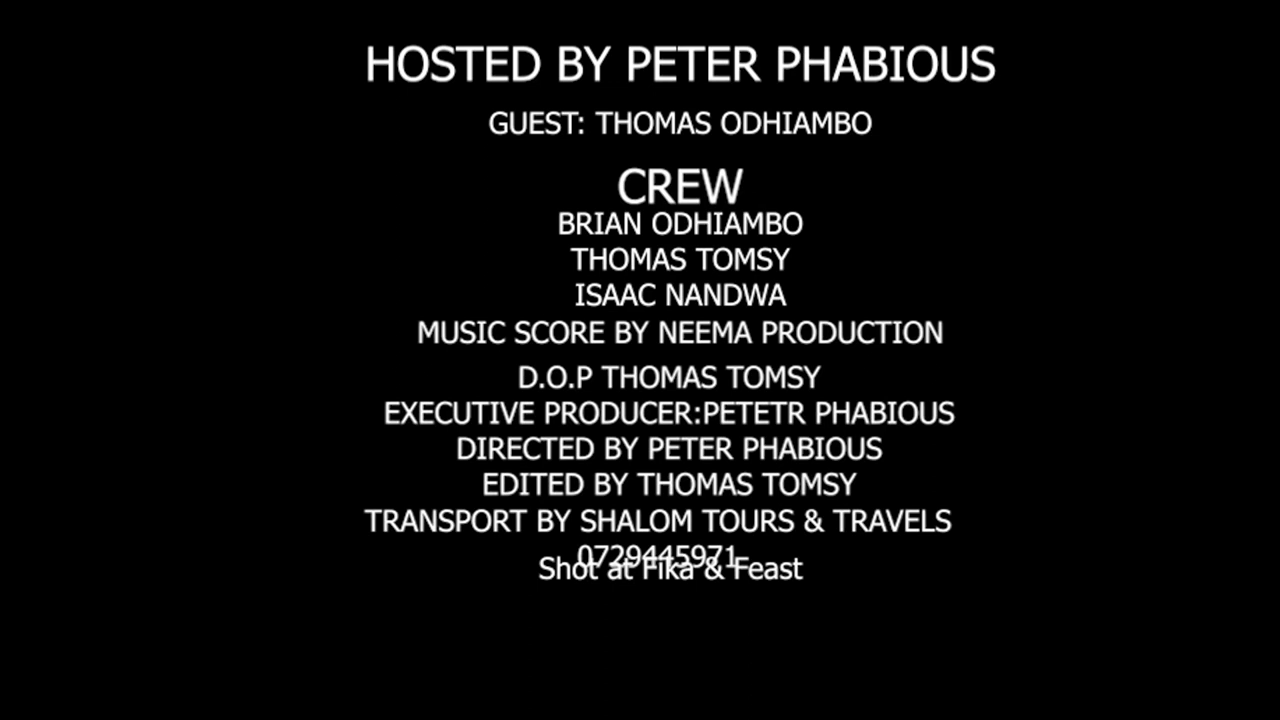 HOSTED BY PETER PHABIOUS
GUEST: THOMAS ODHIAMBO
CREW
BRIAN ODHIAMBO
THOMAS TOMSY
ISAAC NANDWA
MUSIC SCORE BY NEEMA PRODUCTION
D.O.P THOMAS TOMSY
EXECUTIVE PRODUCER:PETETR PHABIOUS
DIRECTED BY PETER PHABIOUS
EDITED BY THOMAS TOMSY
TRANSPORT BY SHALOM TOURS & TRAVELS
0729445971
Shot at Fika & Feast